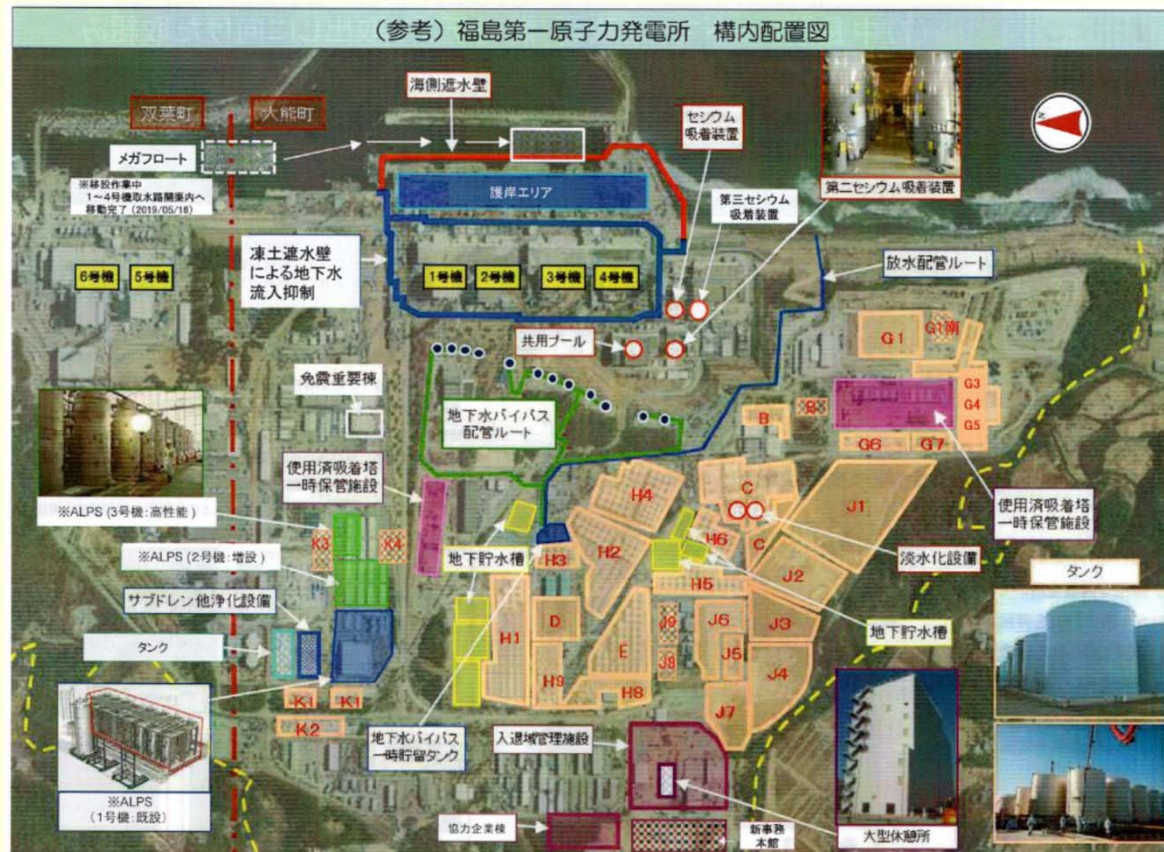 (参考) 福島第一原子力発電所 構内配置図
海側遮水壁
双葉町
大熊町
メガフロート
※移設作業中
1～4号機取水路開渠内へ
移動完了 (2019/05/16)
護岸エリア
セシウム
吸着装置
第三セシウム
吸着装置
第二セシウム吸着装置
N
凍土遮水壁
による地下水
流入抑制
6号機
5号機
1号機
2号機
3号機
4号機
放水配管ルート
共用プール
免震重要棟
地下水バイパス
配管ルート
G1
G1南
G3
G4
G5
G6
G7
B
B
使用済吸着塔
一時保管施設
使用済吸着塔
一時保管施設
※ALPS (3号機:高性能)
※ALPS (2号機:増設)
サブドレン他浄化設備
タンク
K3
K4
地下貯水槽
H4
C
C
H6
H3
H2
H5
J1
J2
淡水化設備
タンク
H1
D
E
H9
H8
J9
J8
J6
J5
J3
J4
J7
地下貯水槽
K1
K1
K2
地下水バイパス
一時貯留タンク
入退域管理施設
※ALPS
(1号機:既設)
協力企業棟
新事務
本館
大型休憩所